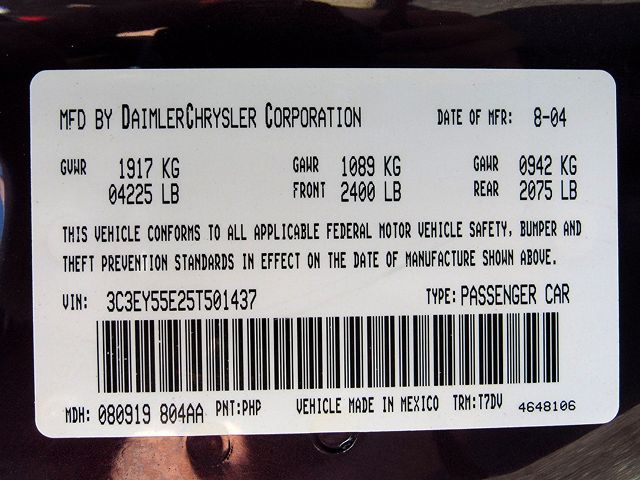 MFD BY DAIMLERCHRYSLER CORPORATION DATE OF MFR: 8-04
GVWR 1917 KG GAWR 1089 KG GAWR 0942 KG
04225 LB FRONT 2400 LB REAR 2075 LB
THIS VEHICLE CONFORMS TO ALL APPLICABLE FEDERAL MOTOR VEHICLE SAFETY, BUMPER AND
THEFT PREVENTION STANDARDS IN EFFECT ON THE DATE OF MANUFACTURE SHOWN ABOVE.
VIN: 3C3EY55E25T501437 TYPE: PASSENGER CAR
MDH: 080919 804AA PNT:PHP VEHICLE MADE IN MEXICO TRM:T7DV 4648106